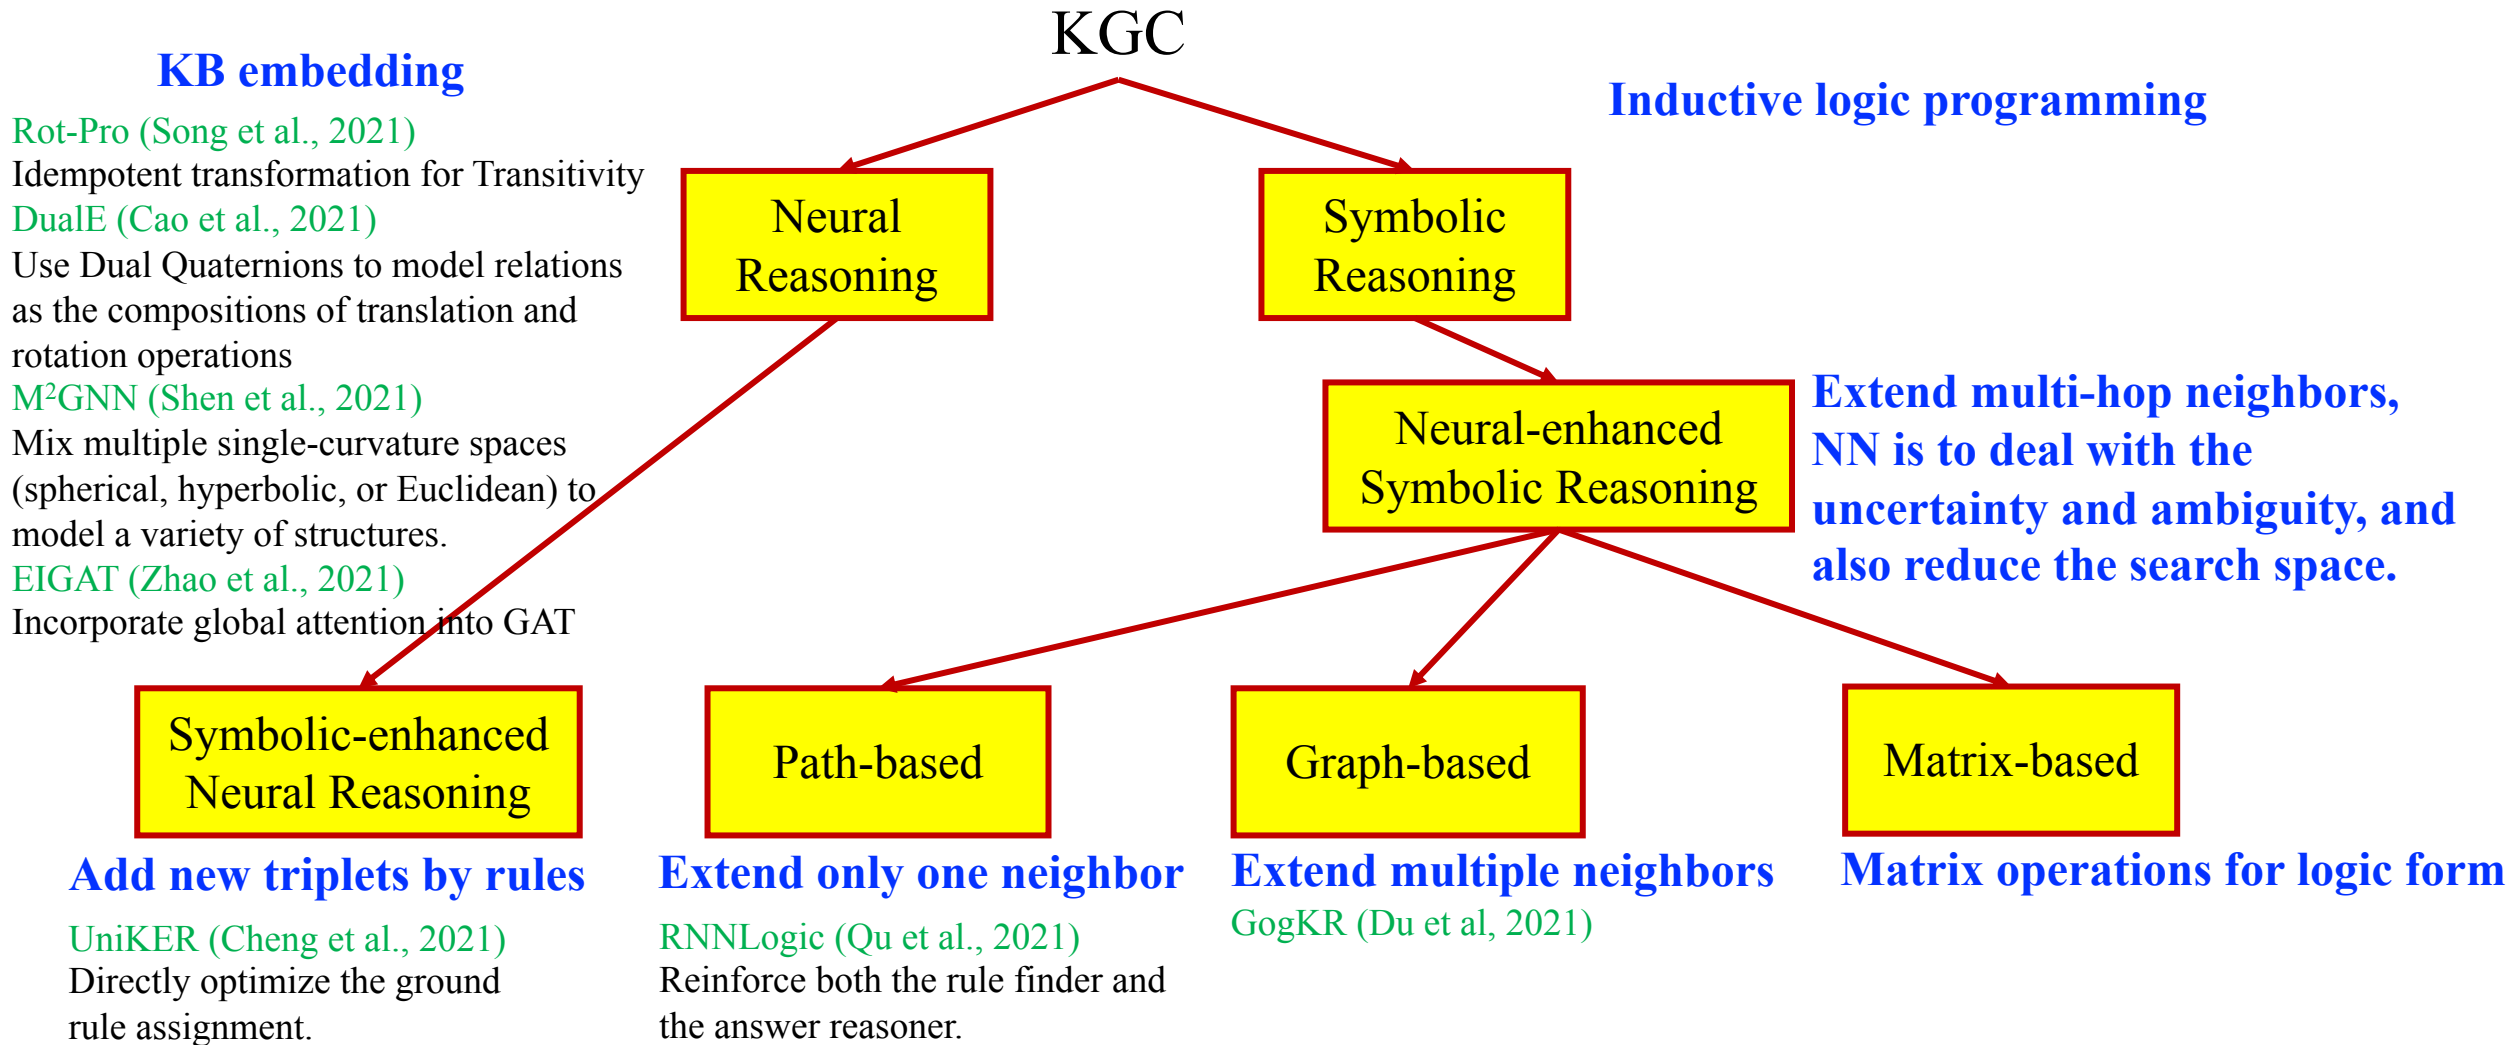 KGC
KB embedding
Rot-Pro (Song et al., 2021)
Idempotent transformation for Transitivity
DualE (Cao et al., 2021)
Use Dual Quaternions to model relations
as the compositions of translation and
rotation operations
M²GNN (Shen et al., 2021)
Mix multiple single-curvature spaces
(spherical, hyperbolic, or Euclidean) to
model a variety of structures.
EIGAT (Zhao et al., 2021)
Incorporate global attention into GAT
Inductive logic programming
Neural
Reasoning
Symbolic
Reasoning
Neural-enhanced
Symbolic Reasoning
Extend multi-hop neighbors,
NN is to deal with the
uncertainty and ambiguity, and
also reduce the search space.
Symbolic-enhanced
Neural Reasoning
Add new triplets by rules
UniKER (Cheng et al., 2021)
Directly optimize the ground
rule assignment.
Path-based
Extend only one neighbor
RNNLogic (Qu et al., 2021)
Reinforce both the rule finder and
the answer reasoner.
Graph-based
Extend multiple neighbors
GogKR (Du et al, 2021)
Matrix-based
Matrix operations for logic form